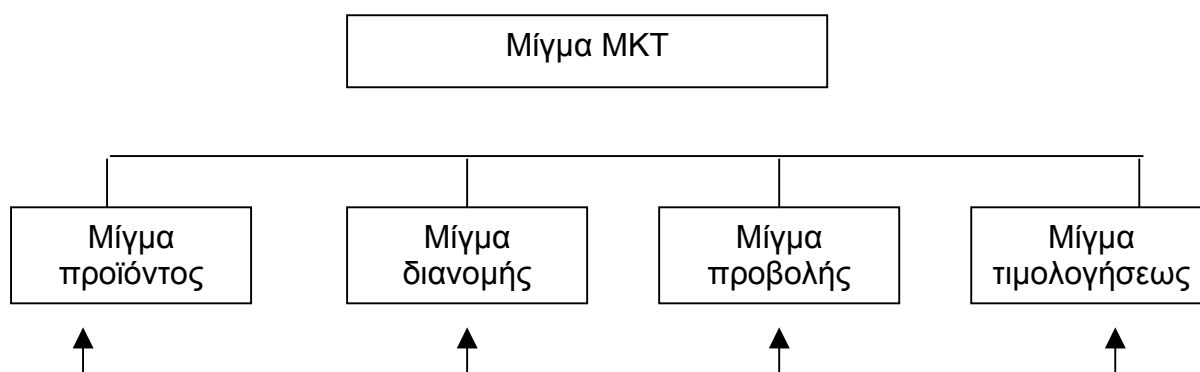 Μίγμα ΜΚΤ
Μίγμα
προϊόντος
Μίγμα
διανομής
Μίγμα
προβολής
Μίγμα
τιμολογήσεως